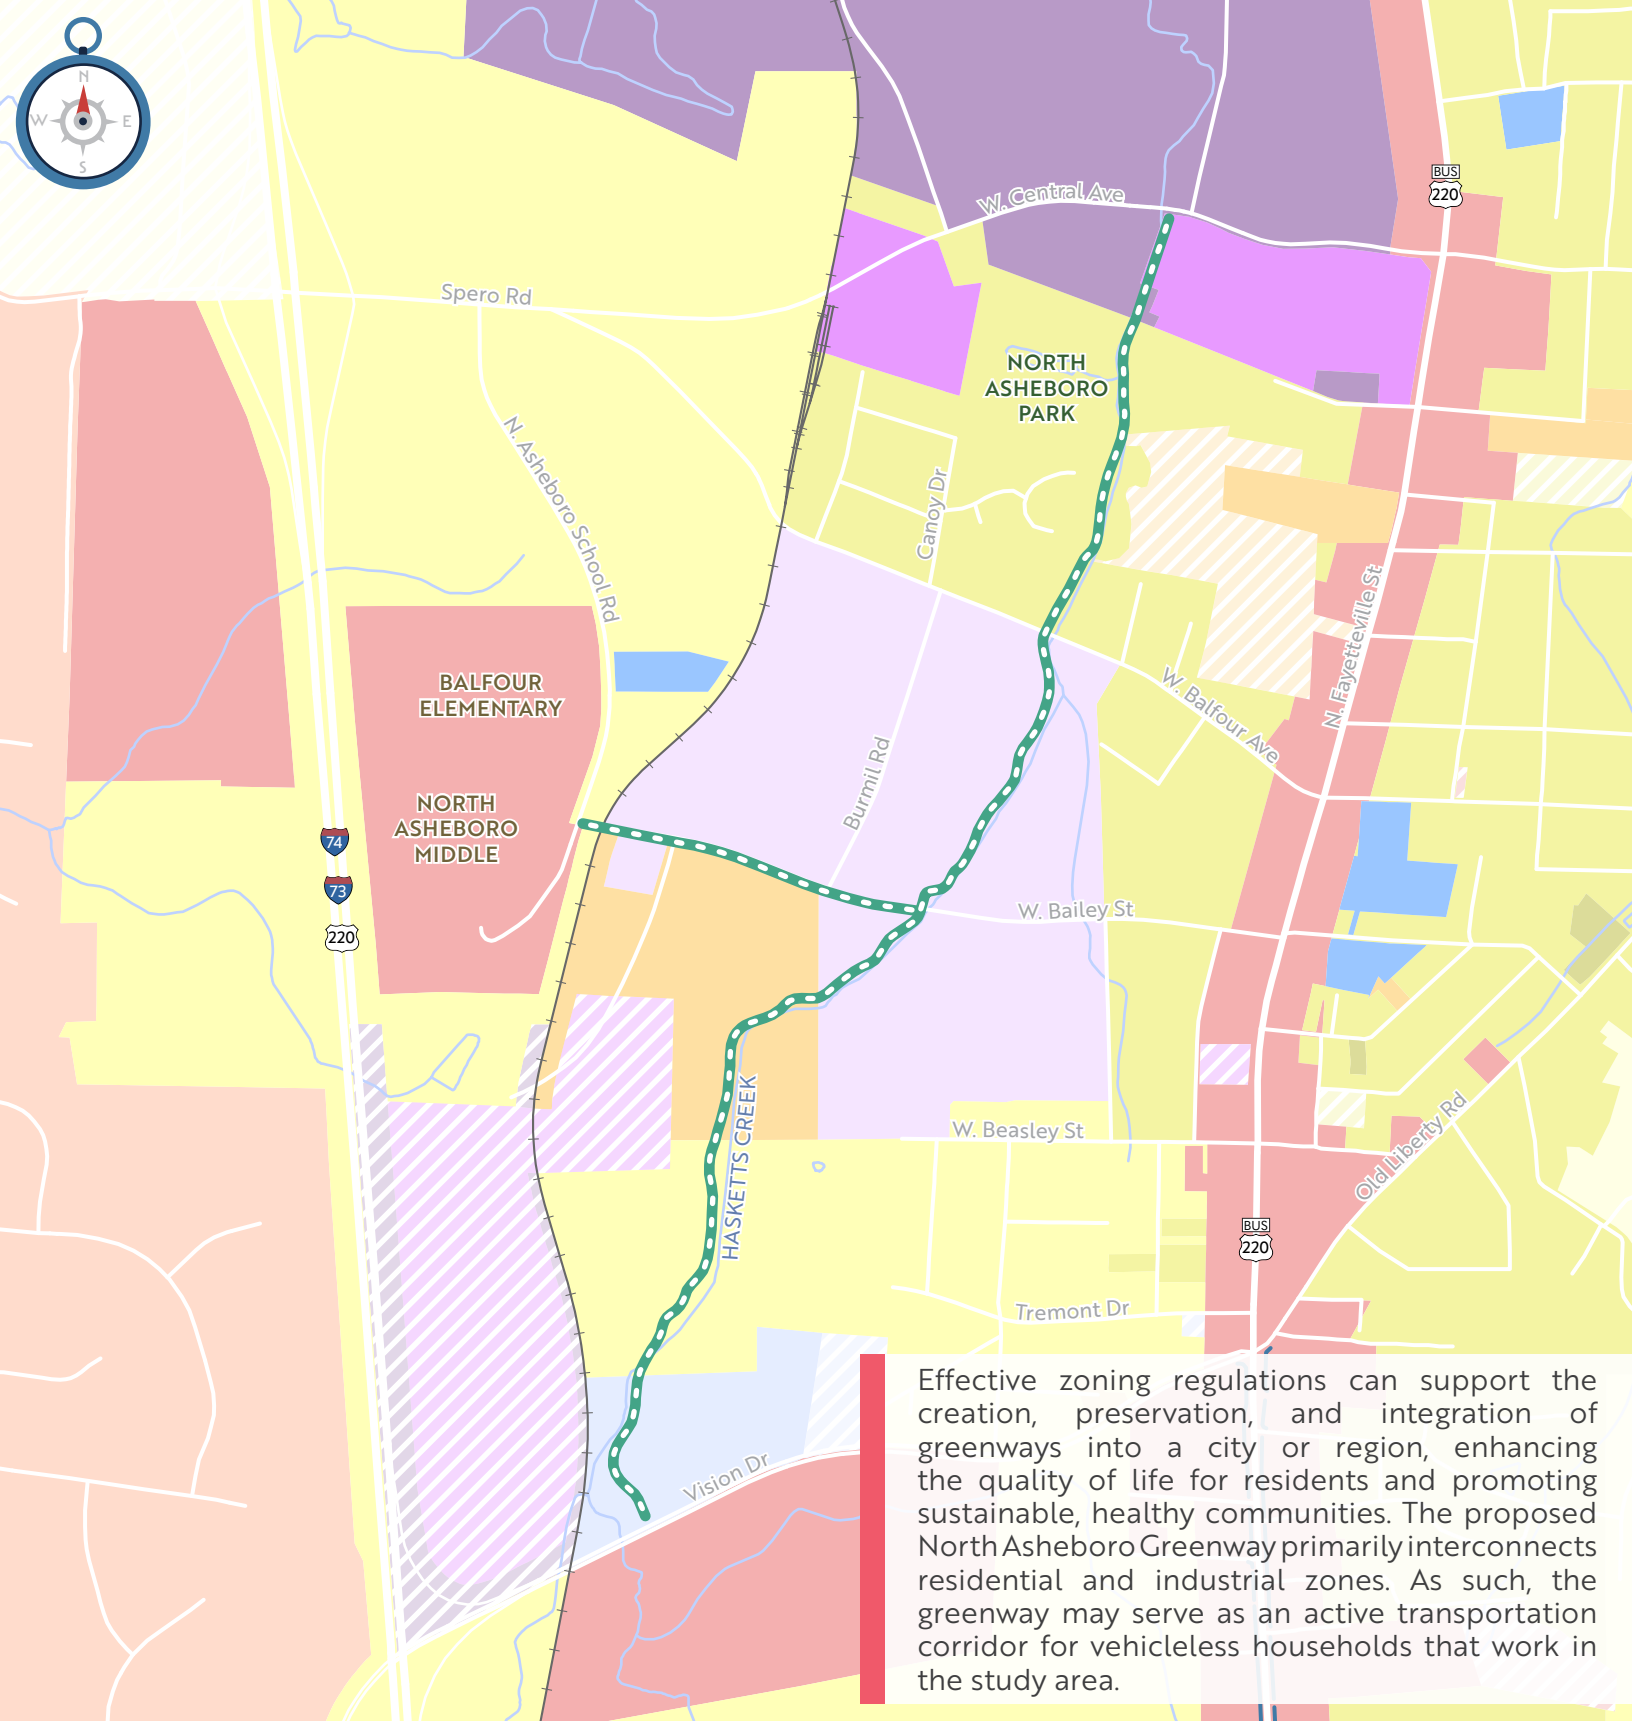 N
W
E
S
BUS
220
W. Central Ave
Spero Rd
NORTH
ASHEBORO
PARK
N. Asheboro School Rd
Canoy Dr
N. Fayetteville St
BALFOUR
ELEMENTARY
W. Balfour Ave
Burmil Rd
NORTH
ASHEBORO
MIDDLE
74
73
220
W. Bailey St
HASKETTS CREEK
W. Beasley St
Old Liberty Rd
BUS
220
Tremont Dr
Vision Dr
Effective zoning regulations can support the
creation, preservation, and integration of
greenways into a city or region, enhancing
the quality of life for residents and promoting
sustainable, healthy communities. The proposed
North Asheboro Greenway primarily interconnects
residential and industrial zones. As such, the
greenway may serve as an active transportation
corridor for vehicleless households that work in
the study area.